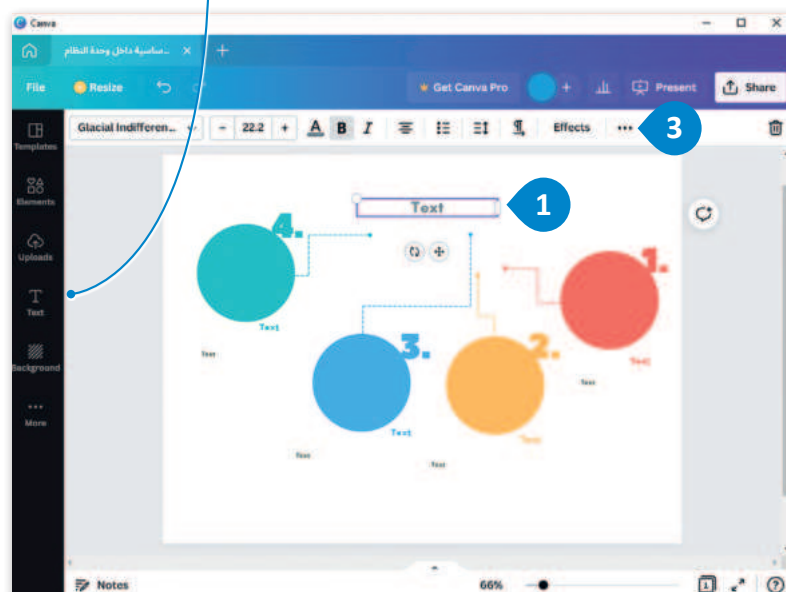 Canva
...ساسية داخل وحدة النظام
File Resize Get Canva Pro + Present Share
Glacial Indifferen... - 22.2 + A B I Effects ... 3
Templates
Elements
Uploads
Text
Background
More
Text 1
4.
1.
Text
Text
3.
2.
Text
Text
Text
Text
Text
Text
Notes 66% 1 ?